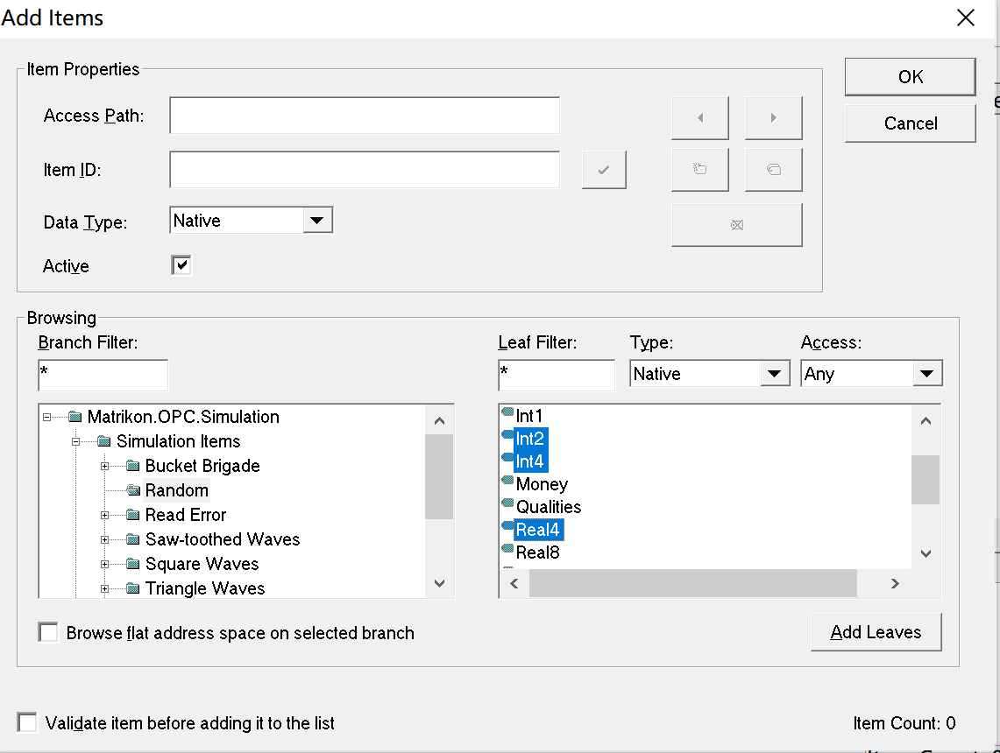 Add Items
Item Properties
Access Path:
OK
Cancel
Item ID:
Data Type:
Native
Active
Browsing
Branch Filter:
Leaf Filter:
Type:
Access:
*
*
Native
Any
Matrikon.OPC.Simulation
Simulation Items
Bucket Brigade
Random
Read Error
Saw-toothed Waves
Square Waves
Triangle Waves
Int1
Int2
Int4
Money
Qualities
Real4
Real8
Browse flat address space on selected branch
Add Leaves
Validate item before adding it to the list
Item Count: 0